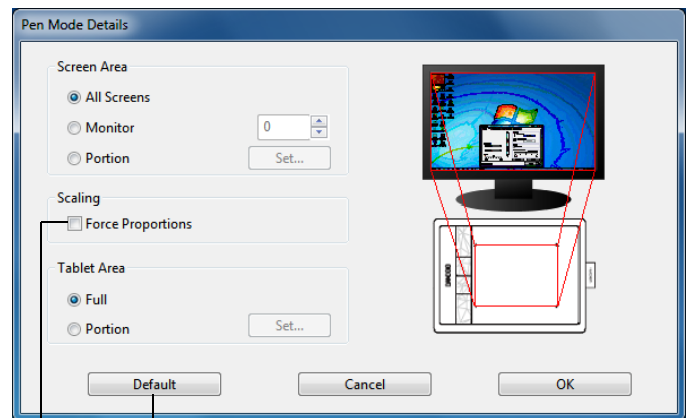 Pen Mode Details
Screen Area
All Screens
Monitor
0
Portion
Set...
Scaling
Force Proportions
Tablet Area
Full
Portion
Set...
Default
Cancel
OK